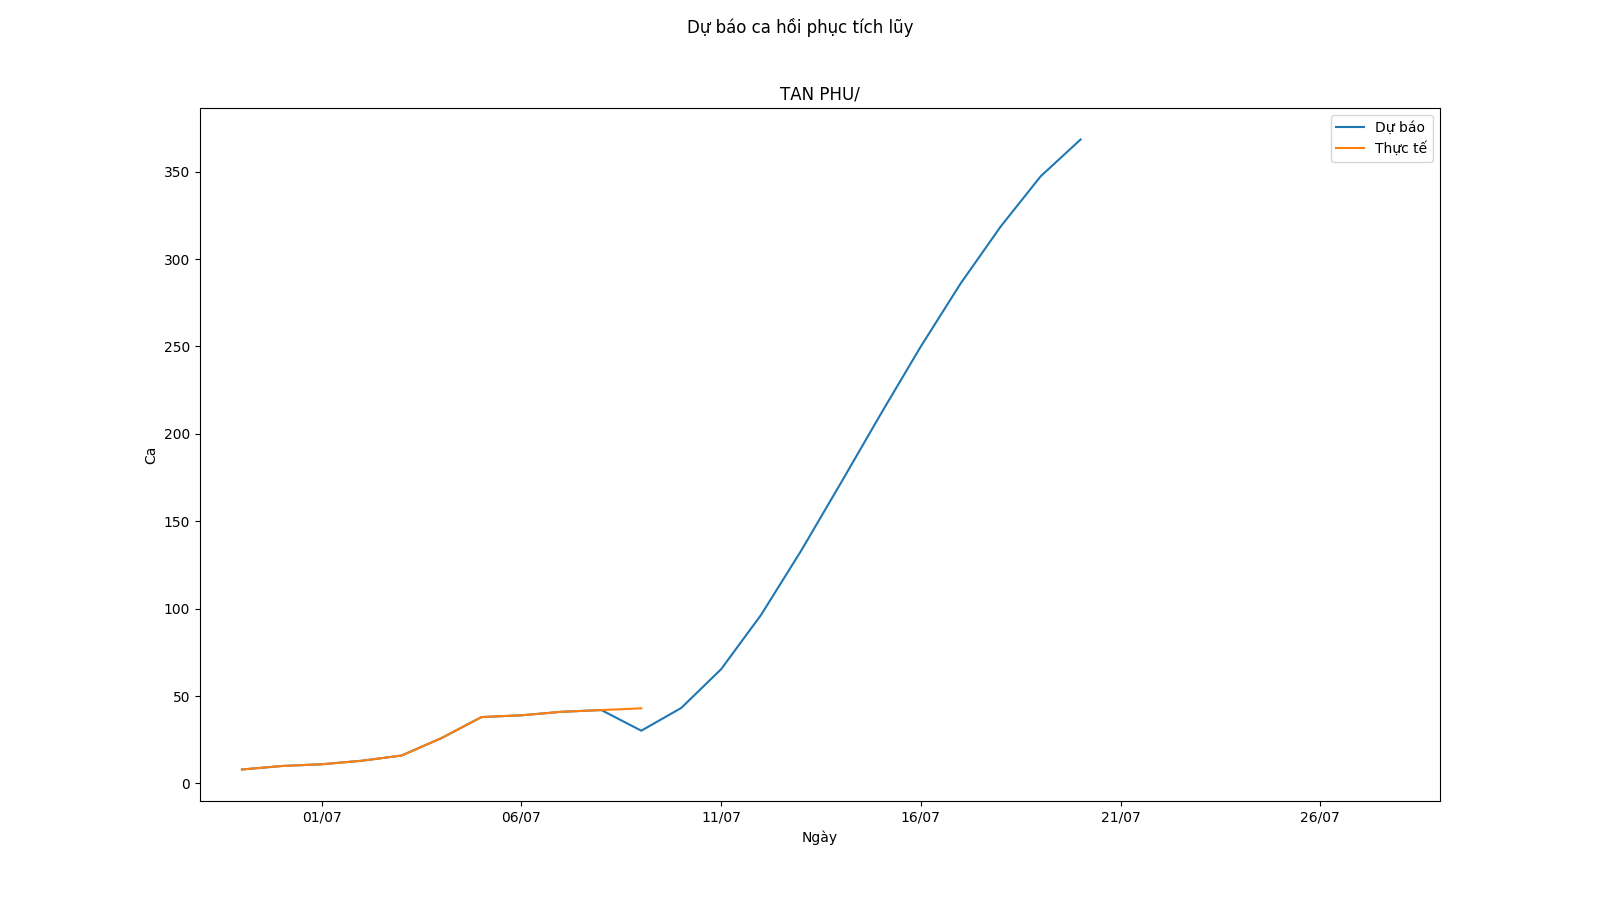 Dự báo ca hồi phục tích lũy
TAN PHU/
Dự báo
Thực tế
350
300
250
200
150
100
50
0
Ca
01/07
06/07
11/07
16/07
21/07
26/07
Ngày